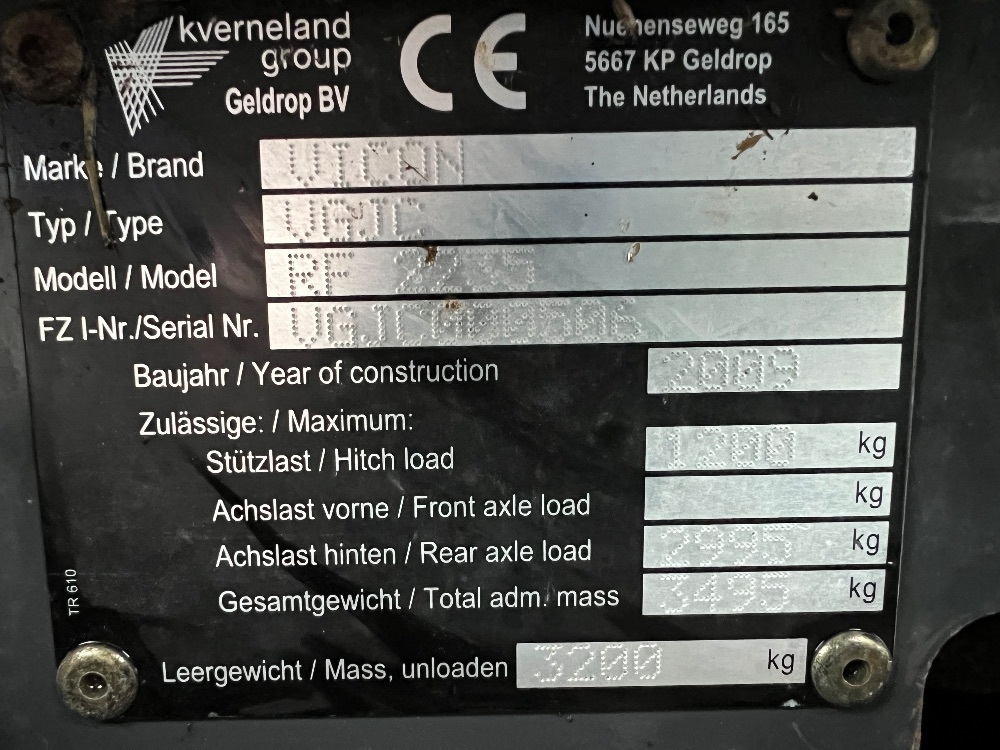 kverneland
group
Geldrop BV
CE
Nuenenseweg 165
5667 KP Geldrop
The Netherlands
Marke / Brand VICON
Typ / Type VGJC
Modell / Model RF 2235
FZ I-Nr./Serial Nr.
Baujahr / Year of construction 2009
Zulässige: / Maximum:
Stützlast / Hitch load 1200 kg
Achslast vorne / Front axle load kg
Achslast hinten / Rear axle load 2995 kg
Gesamtgewicht / Total adm. mass 3495 kg
Leergewicht / Mass, unloaden 3200 kg
TR 610